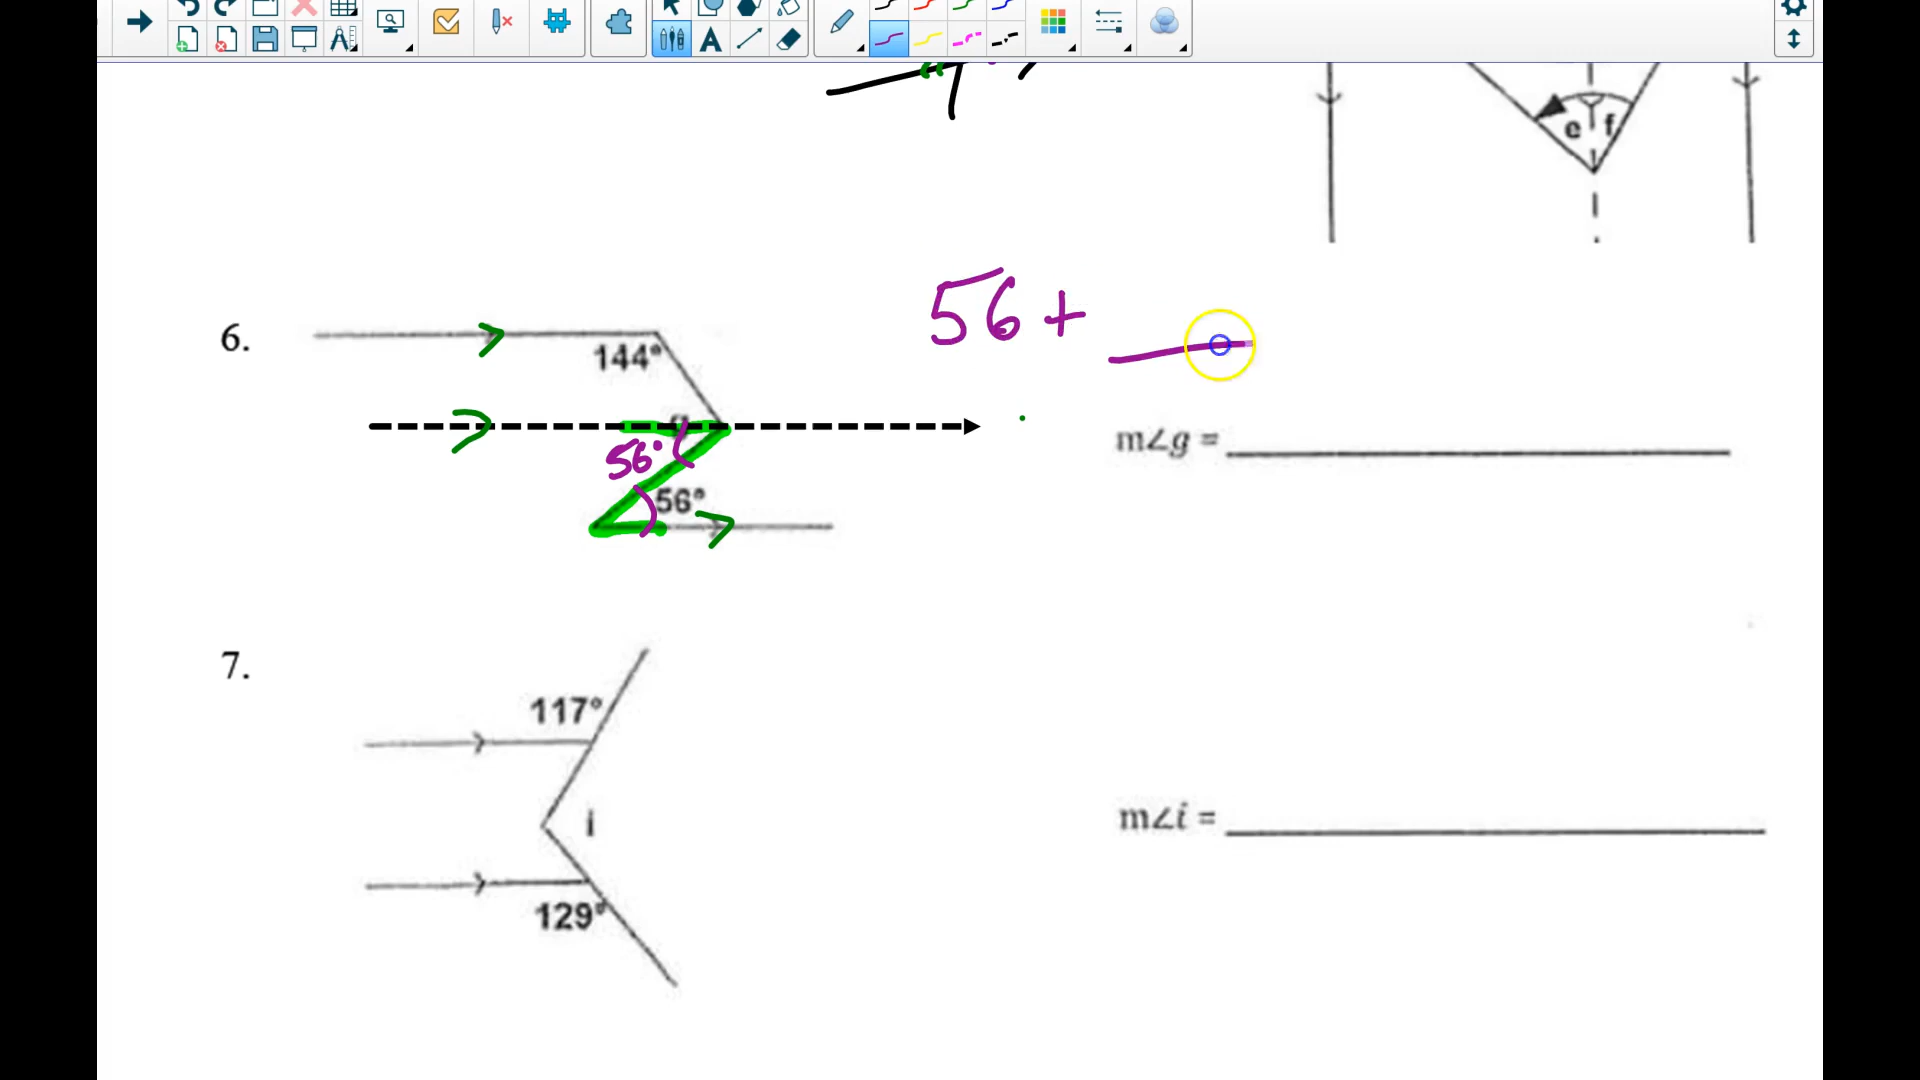 e f
56 +
6.
144°
56°
m∠g =
56°
7.
117°
i
m∠i =
129°